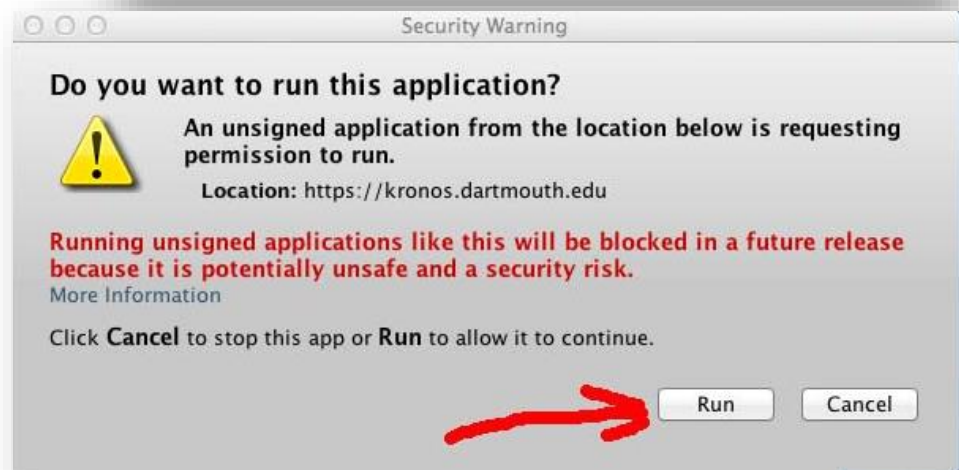 Security Warning
Do you want to run this application?
An unsigned application from the location below is requesting
permission to run.
Location: https://kronos.dartmouth.edu
Running unsigned applications like this will be blocked in a future release
because it is potentially unsafe and a security risk.
More Information
Click Cancel to stop this app or Run to allow it to continue.
Run Cancel